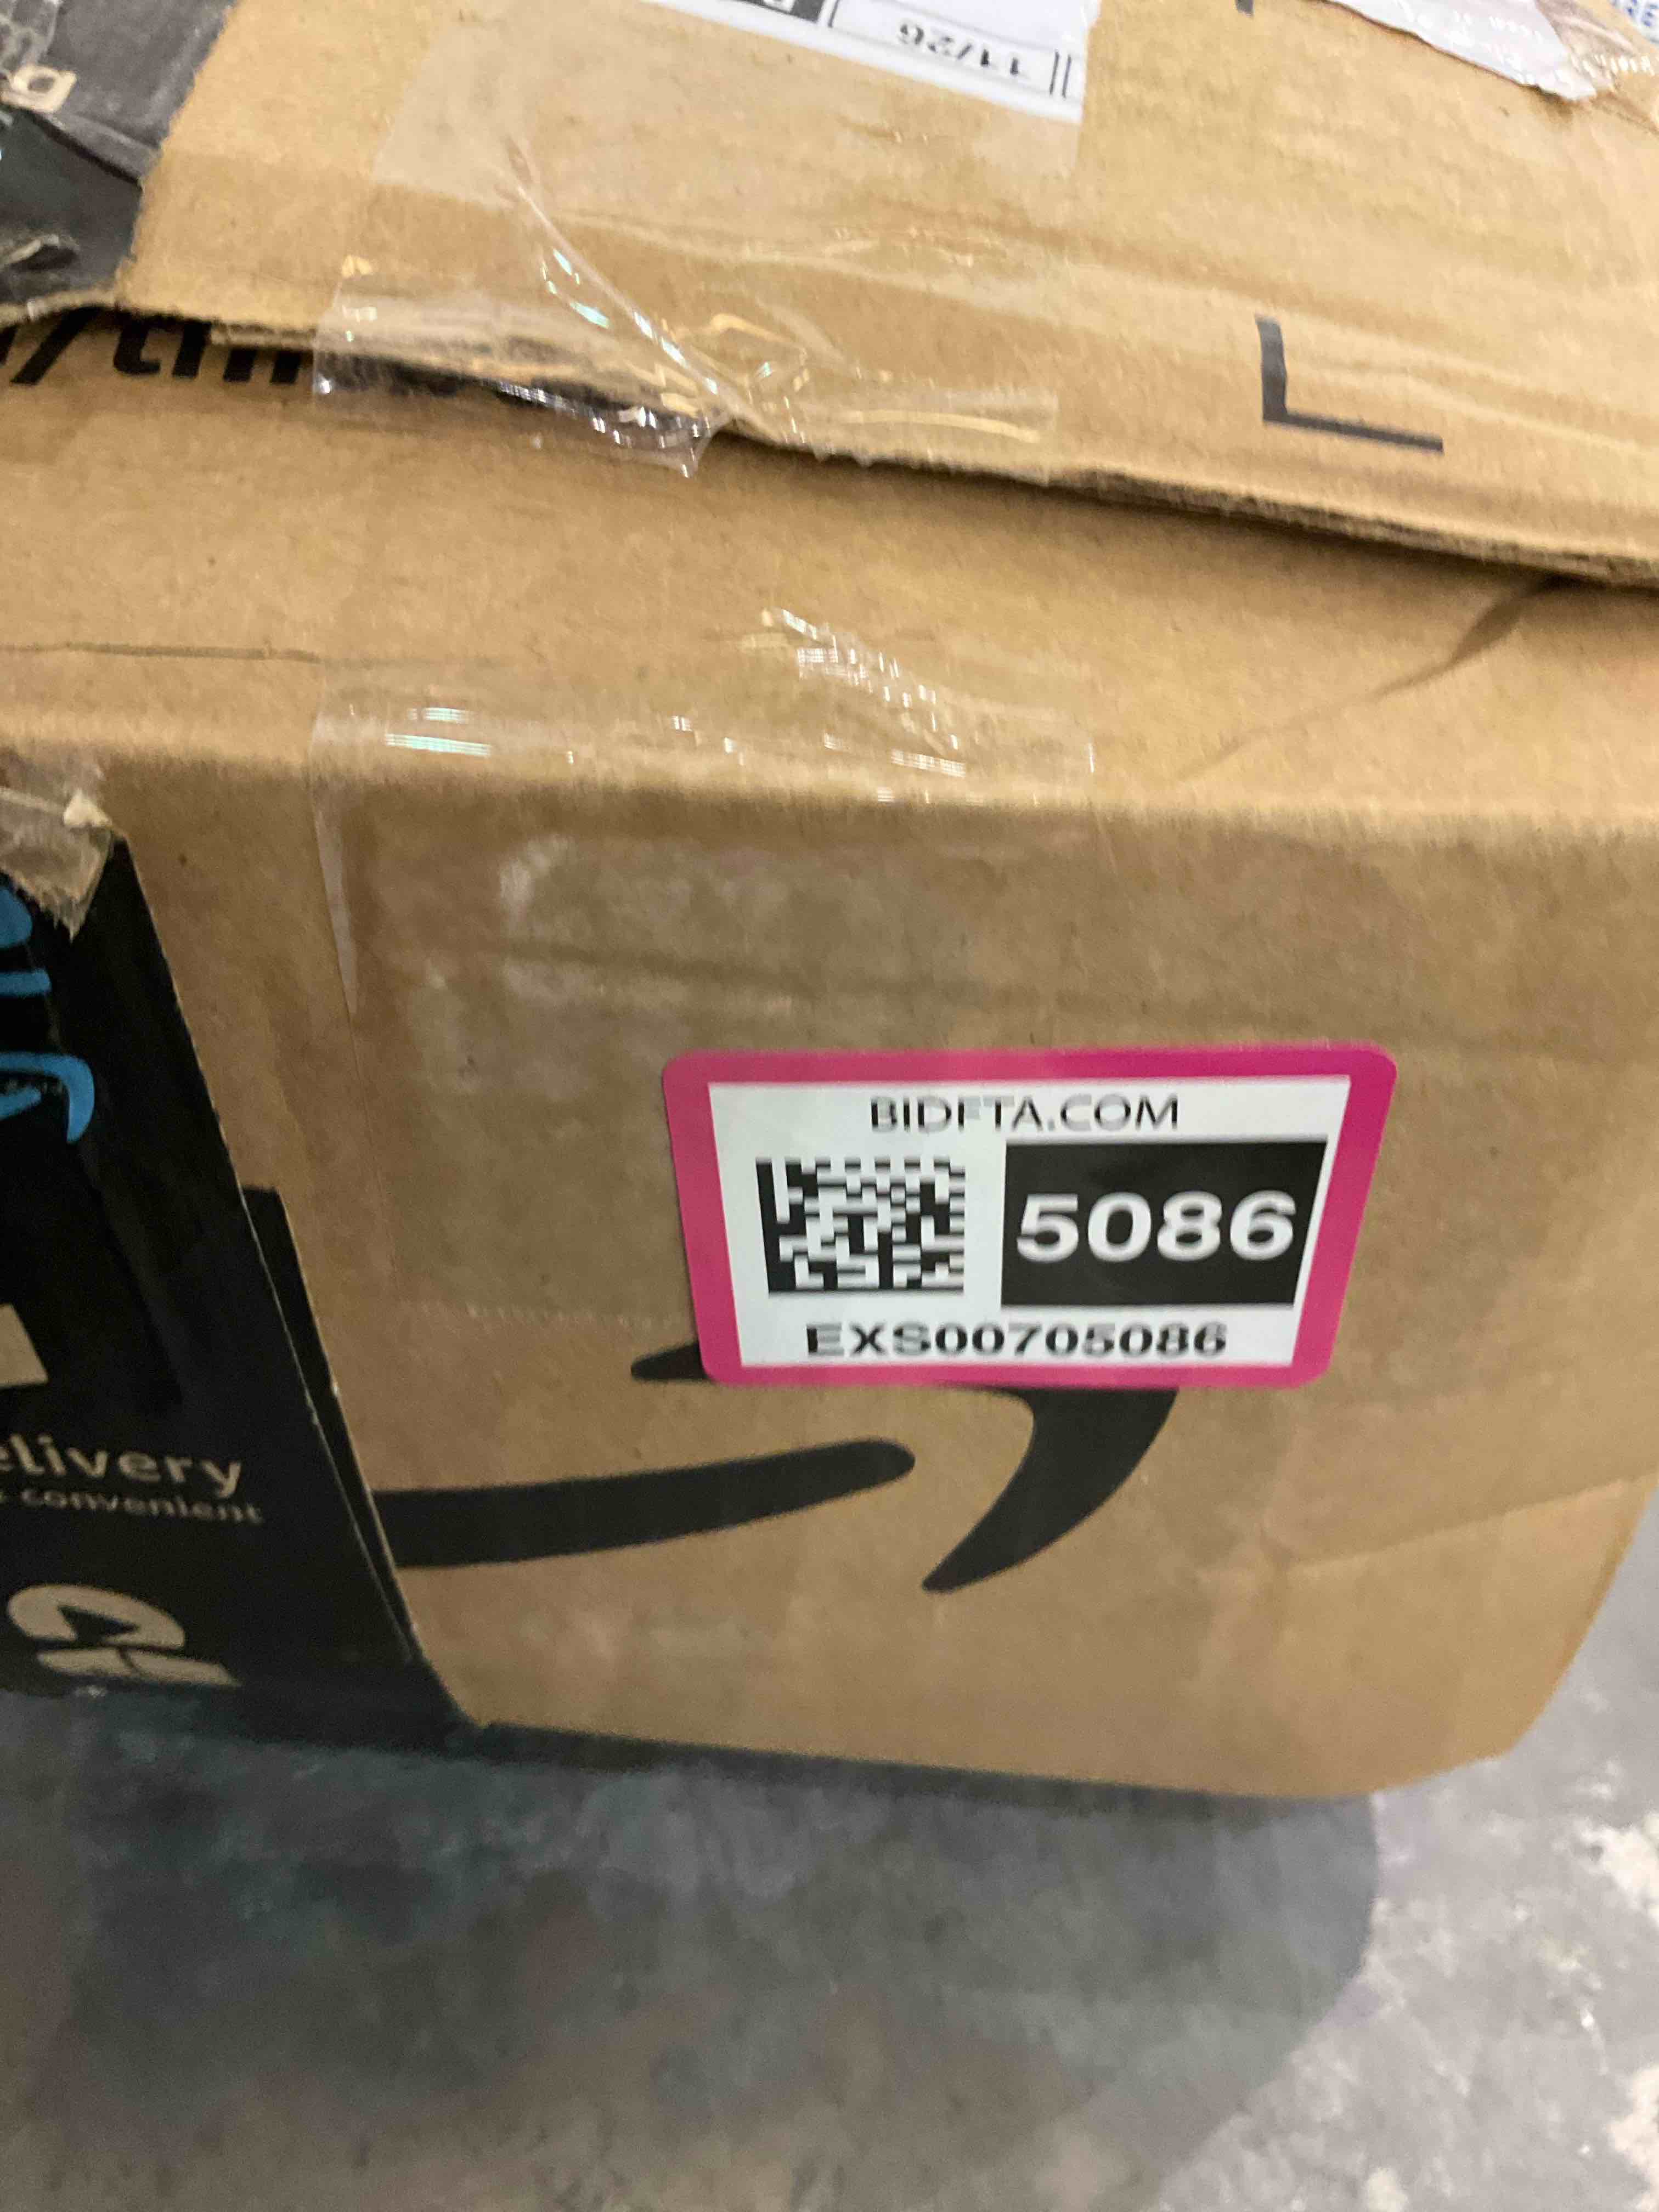 11/26
L
BIDFTA.COM
5086
EXS00705086
elivery
convenient